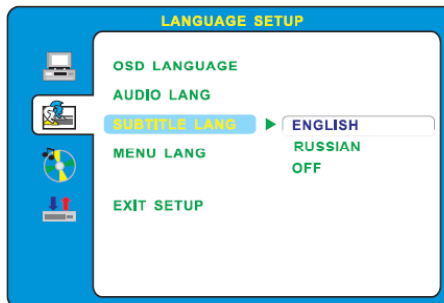 LANGUAGE SETUP
OSD LANGUAGE
AUDIO LANG
SUBTITLE LANG ENGLISH
MENU LANG RUSSIAN
OFF
EXIT SETUP